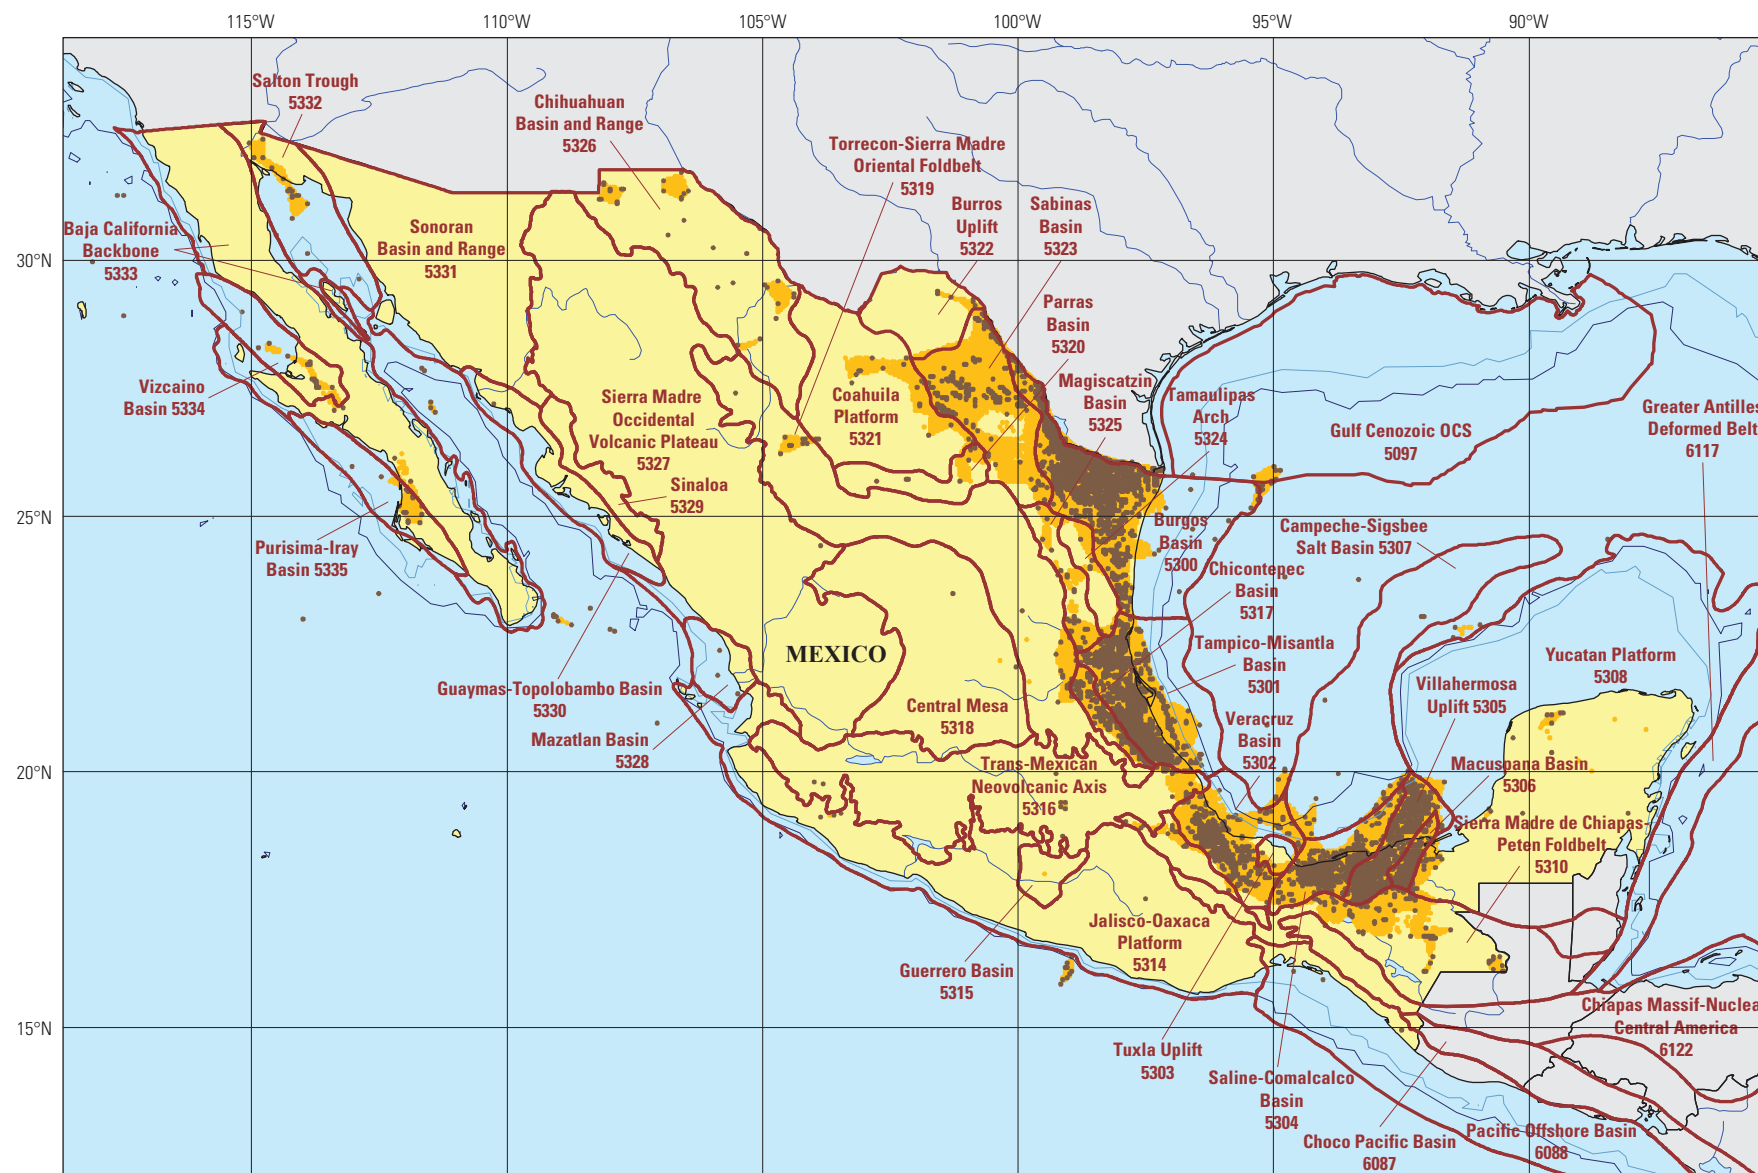 115°W
110°W
105°W
100°W
95°W
90°W
30°N
25°N
20°N
15°N
Salton Trough
5332
Chihuahuan
Basin and Range
5326
Torrecon-Sierra Madre
Oriental Foldbelt
5319
Burros
Uplift
5322
Sabinas
Basin
5323
Baja California
Backbone
5333
Sonoran
Basin and Range
5331
Parras
Basin
5320
Magiscatzin
Basin
5325
Tamaulipas
Arch
5324
Gulf Cenozoic OCS
5097
Greater Antilles
Deformed Belt
6117
Vizcaino
Basin 5334
Sierra Madre
Occidental
Volcanic Plateau
5327
Coahuila
Platform
5321
Sinaloa
5329
Purisima-Iray
Basin 5335
Burgos
Basin
5300
Campeche-Sigsbee
Salt Basin 5307
Chicontepec
Basin
5317
Tampico-Misantla
Basin
5301
MEXICO
Yucatan Platform
5308
Villahermosa
Uplift 5305
Guaymas-Topolobambo Basin
5330
Central Mesa
5318
Veracruz
Basin
5302
Mazatlan Basin
5328
Trans-Mexican
Neovolcanic Axis
5316
Macuspana Basin
5306
Sierra Madre de Chiapas-
Peten Foldbelt
5310
Jalisco-Oaxaca
Platform
5314
Guerrero Basin
5315
Chiapas Massif-Nuclea
Central America
6122
Tuxla Uplift
5303
Saline-Comalcalco
Basin
5304
Choco Pacific Basin
6087
Pacific Offshore Basin
6088